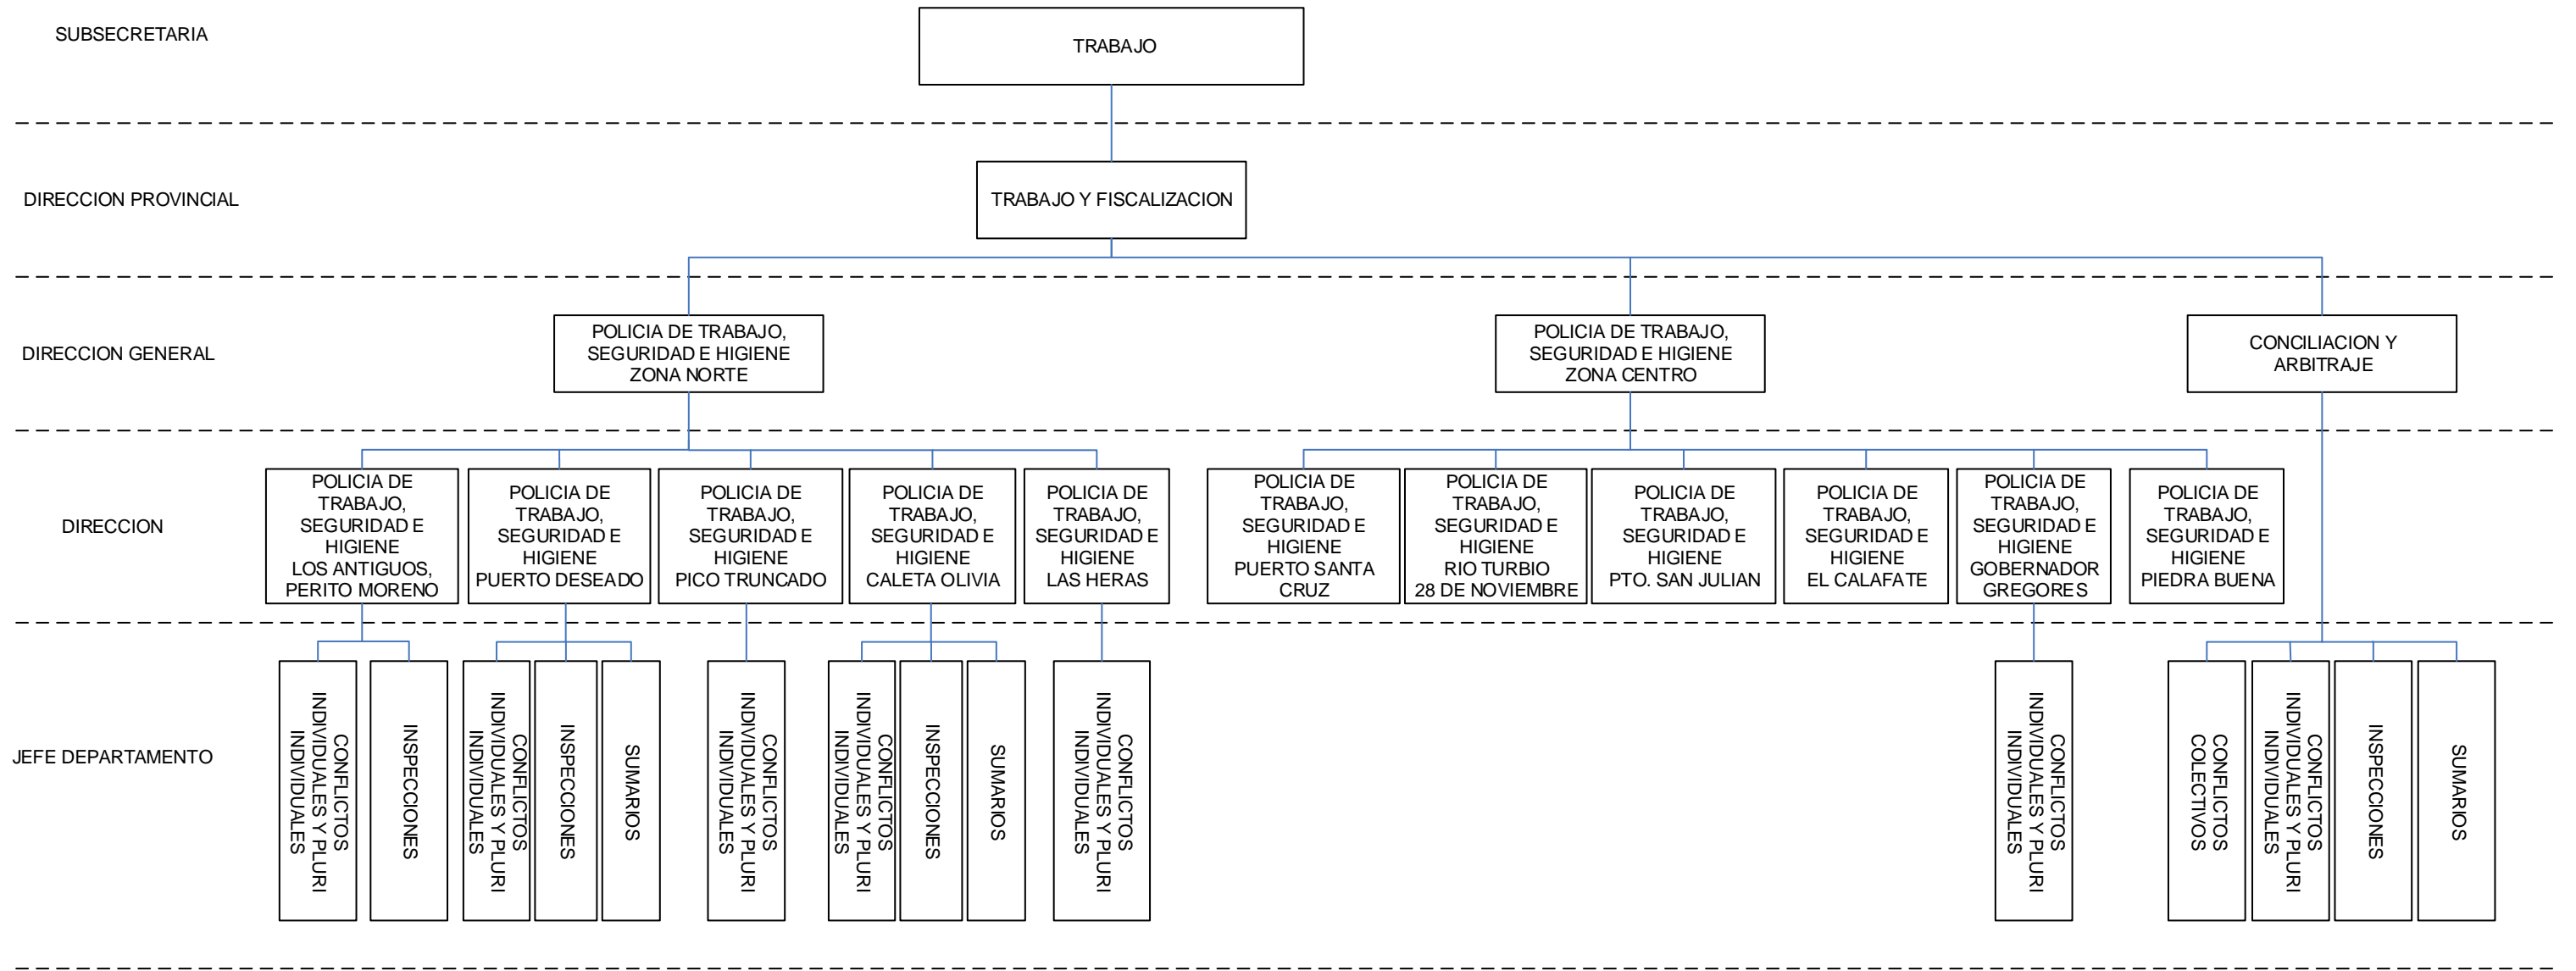 SUBSECRETARIA
TRABAJO
DIRECCION PROVINCIAL
TRABAJO Y FISCALIZACION
DIRECCION GENERAL
POLICIA DE TRABAJO,
SEGURIDAD E HIGIENE
ZONA NORTE
POLICIA DE TRABAJO,
SEGURIDAD E HIGIENE
ZONA CENTRO
CONCILIACION Y
ARBITRAJE
DIRECCION
POLICIA DE
TRABAJO,
SEGURIDAD E
HIGIENE
LOS ANTIGUOS,
PERITO MORENO
POLICIA DE
TRABAJO,
SEGURIDAD E
HIGIENE
PUERTO DESEADO
POLICIA DE
TRABAJO,
SEGURIDAD E
HIGIENE
PICO TRUNCADO
POLICIA DE
TRABAJO,
SEGURIDAD E
HIGIENE
CALETA OLIVIA
POLICIA DE
TRABAJO,
SEGURIDAD E
HIGIENE
LAS HERAS
POLICIA DE
TRABAJO,
SEGURIDAD E
HIGIENE
PUERTO SANTA
CRUZ
POLICIA DE
TRABAJO,
SEGURIDAD E
HIGIENE
RIO TURBIO
28 DE NOVIEMBRE
POLICIA DE
TRABAJO,
SEGURIDAD E
HIGIENE
PTO. SAN JULIAN
POLICIA DE
TRABAJO,
SEGURIDAD E
HIGIENE
EL CALAFATE
POLICIA DE
TRABAJO,
SEGURIDAD E
HIGIENE
GOBERNADOR
GREGORES
POLICIA DE
TRABAJO,
SEGURIDAD E
HIGIENE
PIEDRA BUENA
JEFE DEPARTAMENTO
CONFLICTOS
INDIVIDUALES Y PLURI
INDIVIDUALES
INSPECCIONES
CONFLICTOS
INDIVIDUALES Y PLURI
INDIVIDUALES
INSPECCIONES
SUMARIOS
CONFLICTOS
INDIVIDUALES Y PLURI
INDIVIDUALES
CONFLICTOS
INDIVIDUALES Y PLURI
INDIVIDUALES
INSPECCIONES
SUMARIOS
CONFLICTOS
INDIVIDUALES Y PLURI
INDIVIDUALES
CONFLICTOS
INDIVIDUALES Y PLURI
INDIVIDUALES
CONFLICTOS
COLECTIVOS
CONFLICTOS
INDIVIDUALES Y PLURI
INDIVIDUALES
INSPECCIONES
SUMARIOS